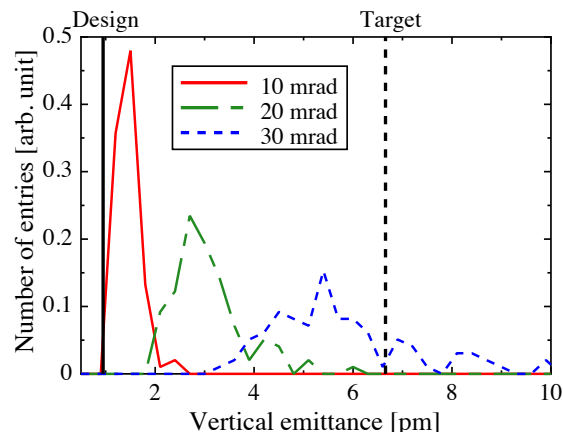 Design
Target
Number of entries [arb. unit]
0.5
0.4
0.3
0.2
0.1
0
10 mrad
20 mrad
30 mrad
2
4
6
8
10
Vertical emittance [pm]